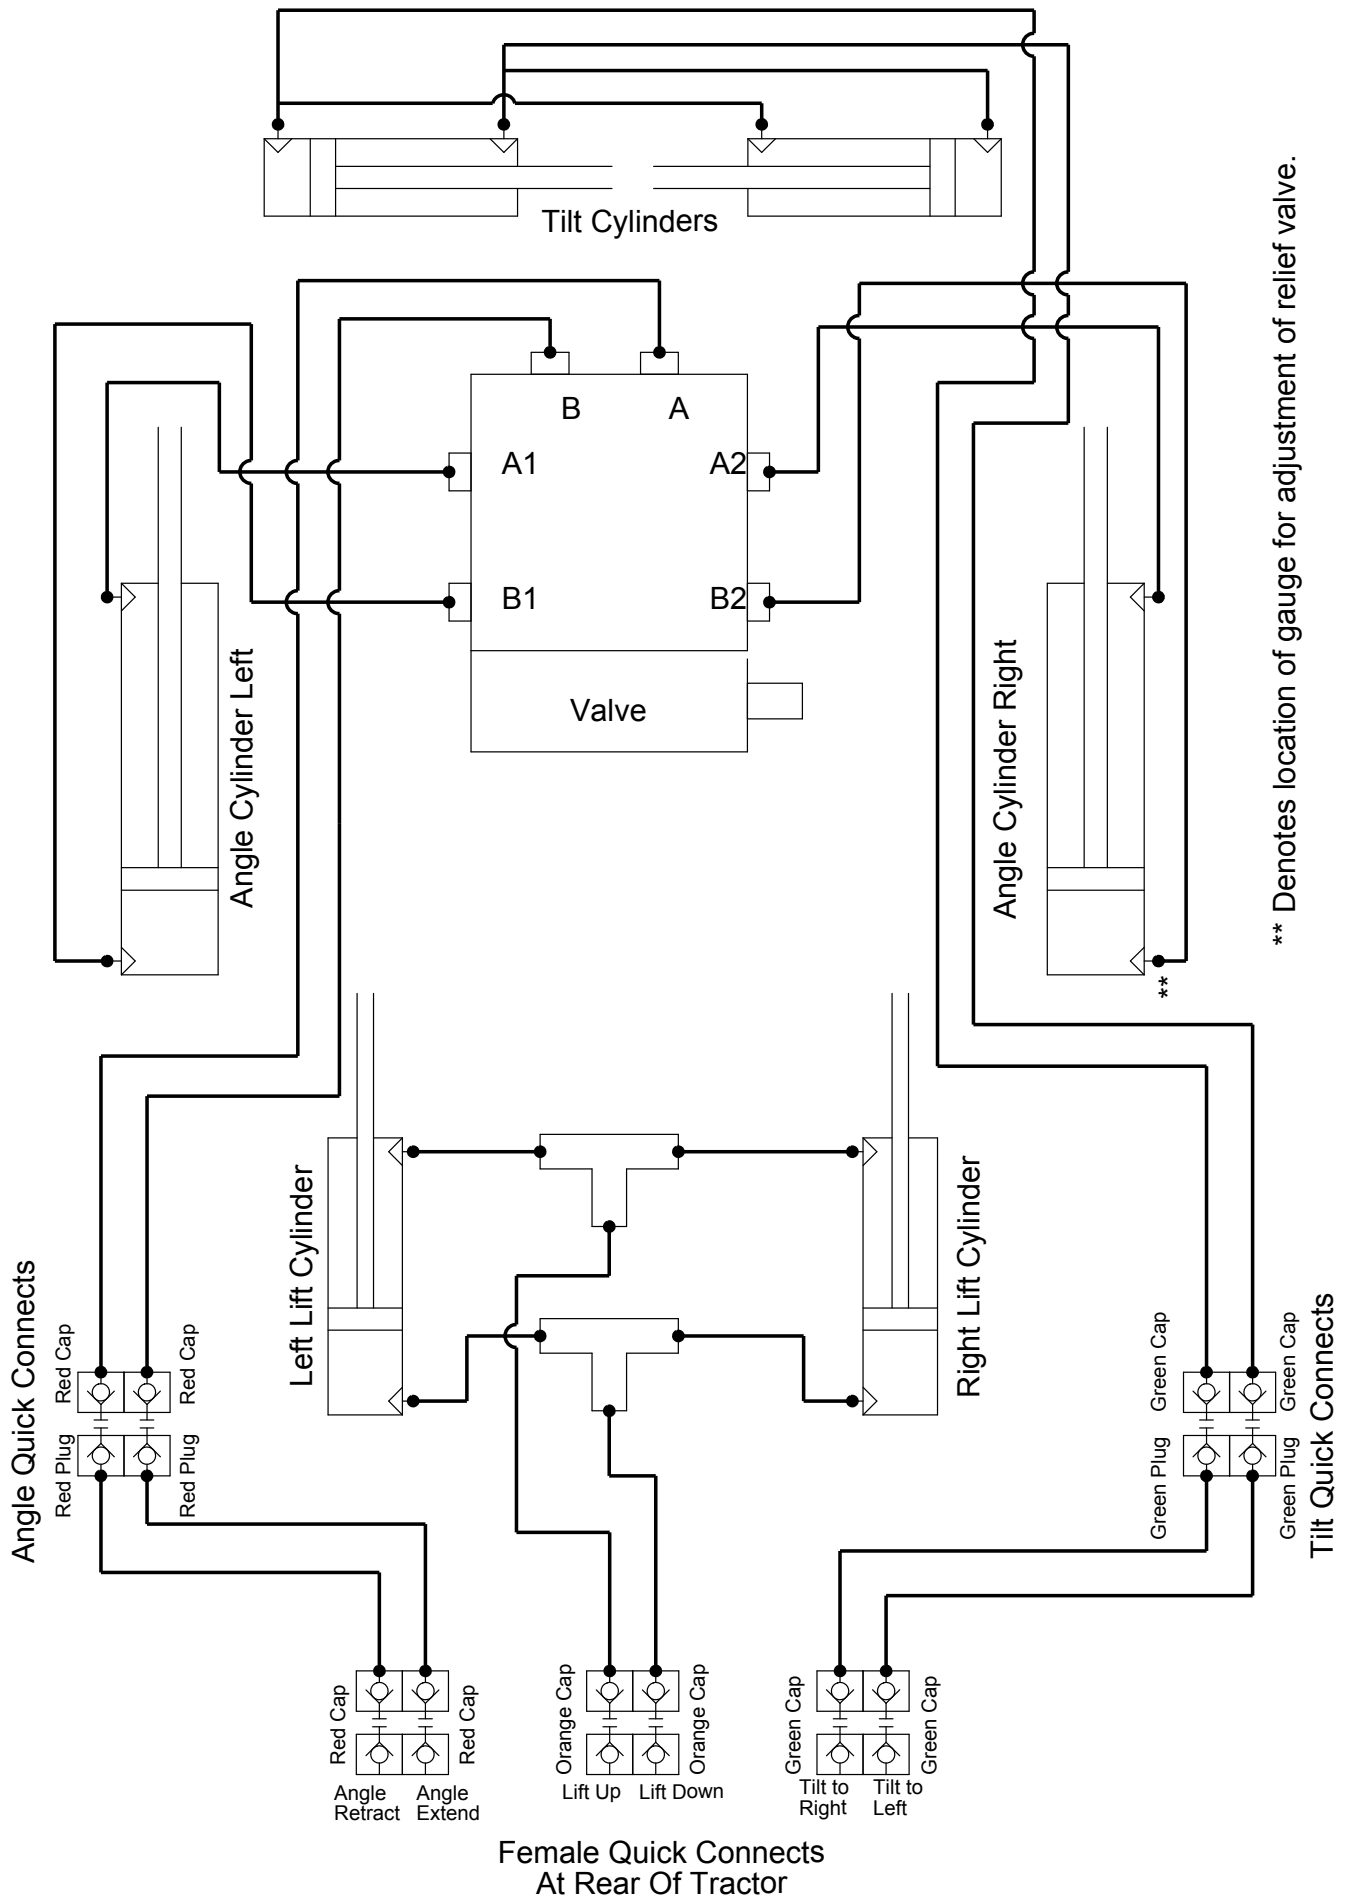 Tilt Cylinders
** Denotes location of gauge for adjustment of relief valve.
B
A
A1
A2
B1
B2
Valve
Angle Cylinder Left
Angle Cylinder Right
**
Left Lift Cylinder
Right Lift Cylinder
Angle Quick Connects
Red Cap
Red Cap
Red Plug
Red Plug
Green Cap
Green Cap
Green Plug
Green Plug
Tilt Quick Connects
Red Cap
Red Cap
Orange Cap
Orange Cap
Green Cap
Green Cap
Angle
Retract
Angle
Extend
Lift Up
Lift Down
Tilt to
Right
Tilt to
Left
Female Quick Connects
At Rear Of Tractor